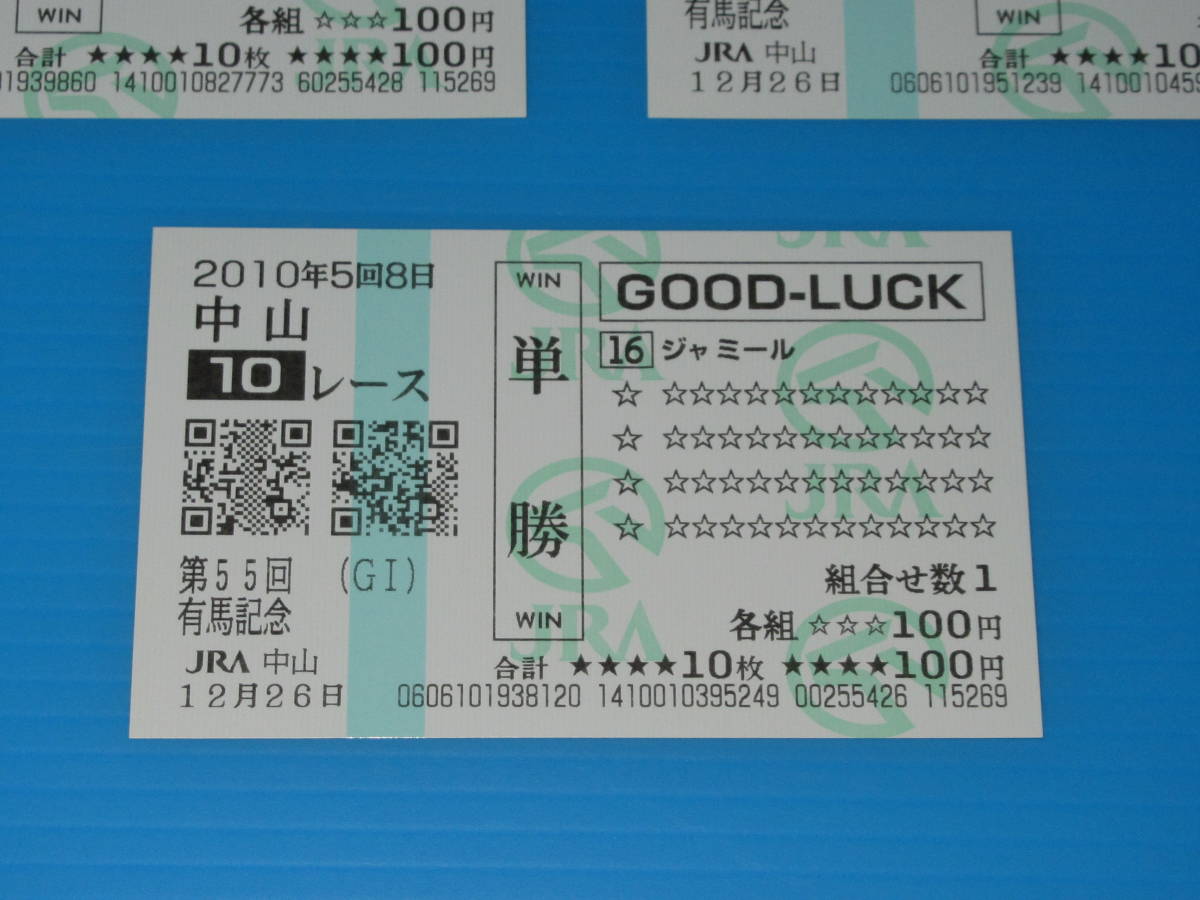 WIN
各組 ☆☆☆100円
合計 ★★★★10枚 ★★★★100円
01939860 1410010827773 60255428 115269
有馬記念
WIN
JRA 中山
合計 ★★★★10
12月26日 0606101951239 1410010459
2010年5回8日
中山
10レース
第55回 (GI)
有馬記念
JRA 中山
12月26日
WIN
単勝
WIN
GOOD-LUCK
16 ジャミール
☆ ☆☆☆☆☆☆☆☆☆☆☆☆
☆ ☆☆☆☆☆☆☆☆☆☆☆☆
☆ ☆☆☆☆☆☆☆☆☆☆☆☆
☆ ☆☆☆☆☆☆☆☆☆☆☆☆
組合せ数1
各組 ☆☆☆100円
合計 ★★★★10枚 ★★★★100円
0606101938120 1410010395249 00255426 115269